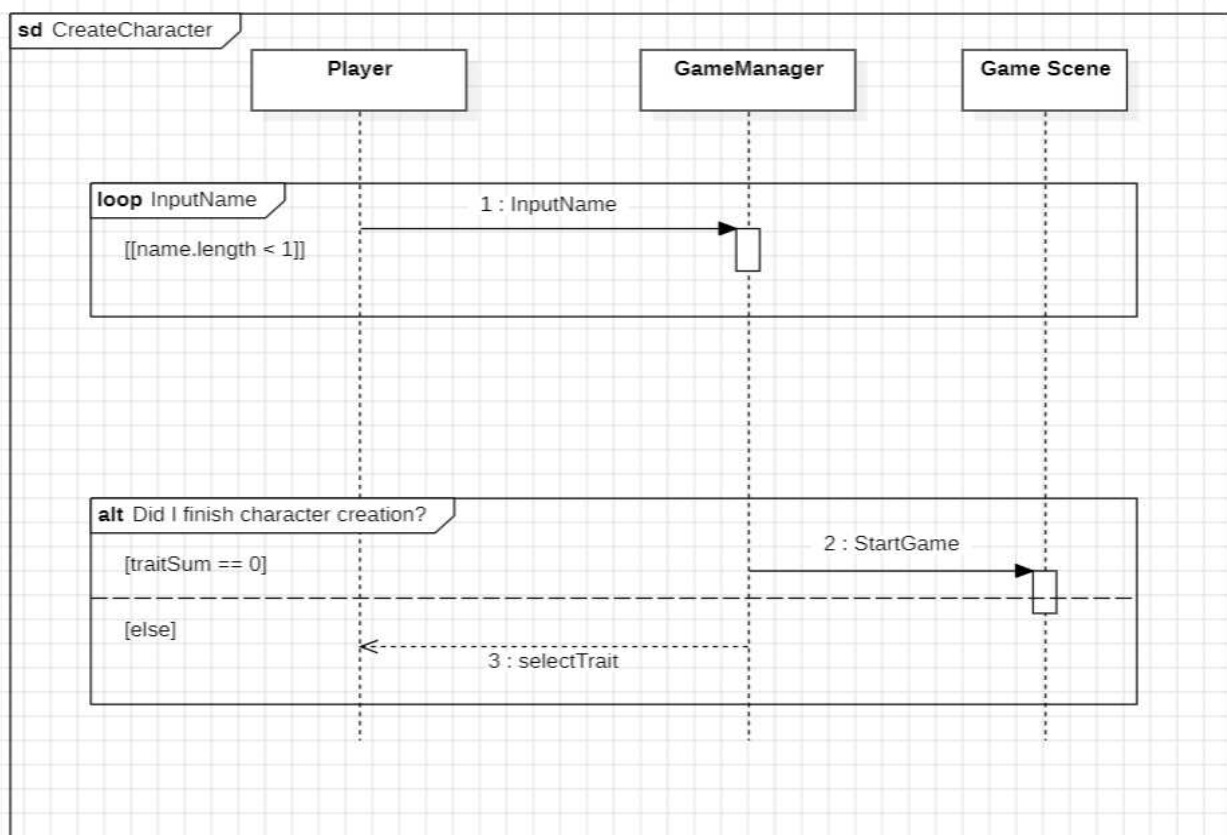 sd CreateCharacter
Player
GameManager
Game Scene
loop InputName
1 : InputName
[[name.length < 1]]
alt Did I finish character creation?
2 : StartGame
[traitSum == 0]
[else]
3 : selectTrait